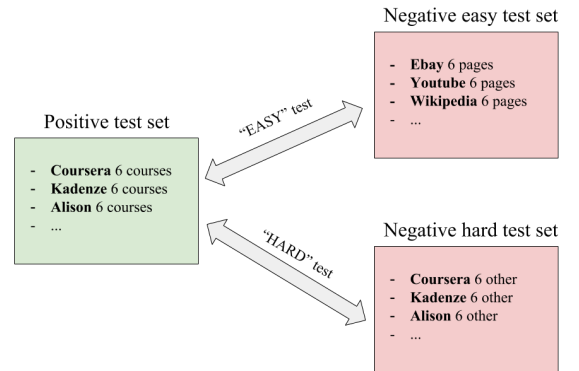 Negative easy test set
- Ebay 6 pages
- Youtube 6 pages
- Wikipedia 6 pages
- ...
"EASY" test
Positive test set
- Coursera 6 courses
- Kadenze 6 courses
- Alison 6 courses
- ...
"HARD" test
Negative hard test set
- Coursera 6 other
- Kadenze 6 other
- Alison 6 other
- ...